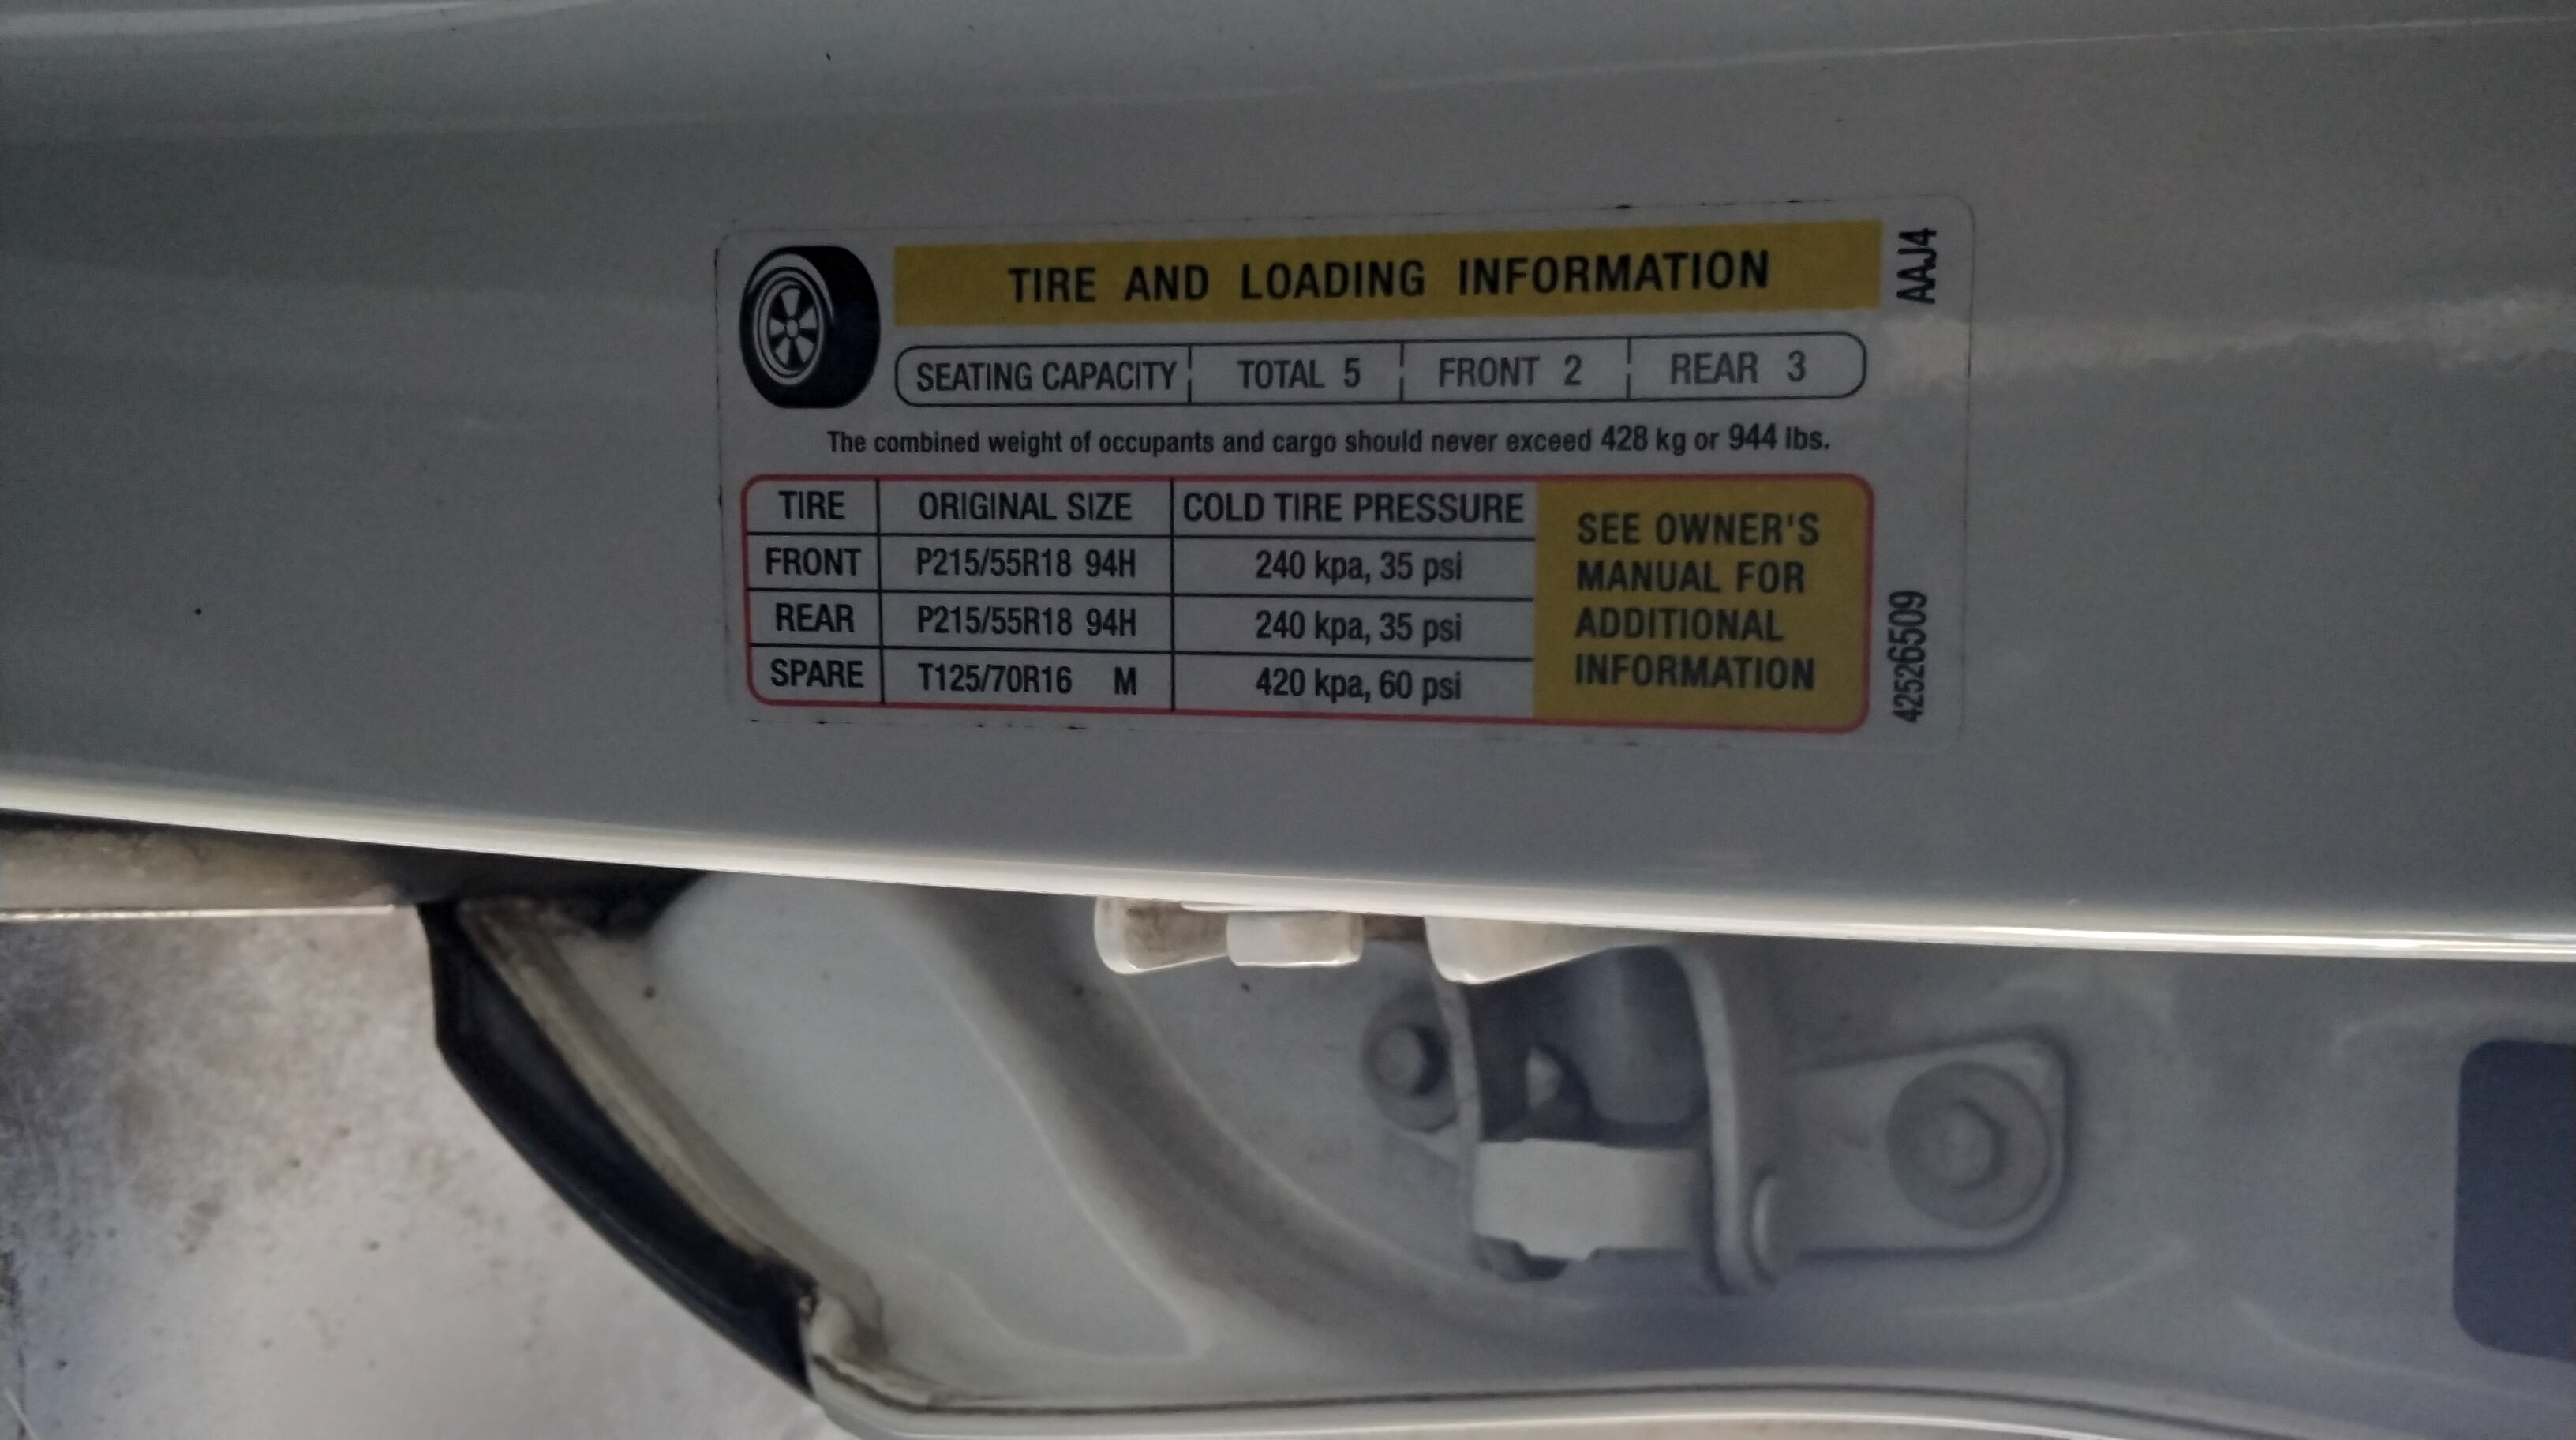 TIRE AND LOADING INFORMATION
AAJ4
SEATING CAPACITY TOTAL 5 FRONT 2 REAR 3
The combined weight of occupants and cargo should never exceed 428 kg or 944 lbs.
TIRE ORIGINAL SIZE COLD TIRE PRESSURE
FRONT P215/55R18 94H 240 kpa, 35 psi
REAR P215/55R18 94H 240 kpa, 35 psi
SPARE T125/70R16 M 420 kpa, 60 psi
SEE OWNER'S
MANUAL FOR
ADDITIONAL
INFORMATION
42526509